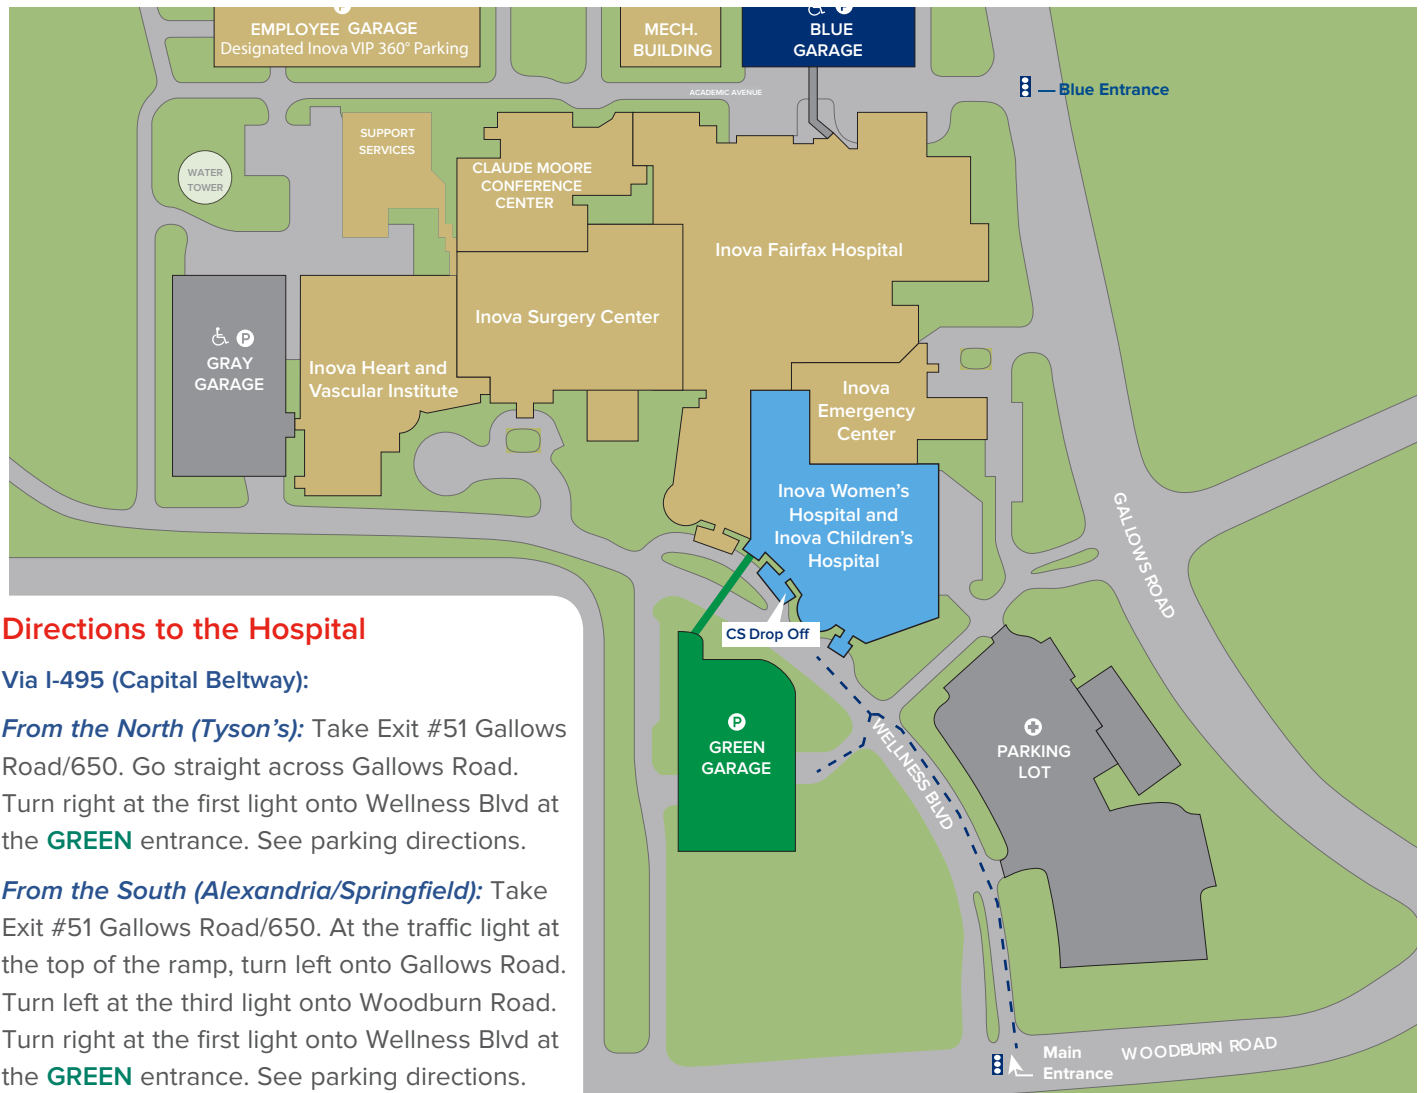 EMPLOYEE GARAGE
Designated Inova VIP 360° Parking
MECH.
BUILDING
P
BLUE
GARAGE
ACADEMIC AVENUE
Blue Entrance
SUPPORT
SERVICES
WATER
TOWER
CLAUDE MOORE
CONFERENCE
CENTER
Inova Fairfax Hospital
Inova Surgery Center
P
GRAY
GARAGE
Inova Heart and
Vascular Institute
Inova
Emergency
Center
Inova Women's
Hospital and
Inova Children's
Hospital
GALLOWS ROAD
CS Drop Off
P
GREEN
GARAGE
WELLNESS BLVD
PARKING
LOT
Main
Entrance
WOODBURN ROAD
Directions to the Hospital
Via I-495 (Capital Beltway):
From the North (Tyson's): Take Exit #51 Gallows
Road/650. Go straight across Gallows Road.
Turn right at the first light onto Wellness Blvd at
the GREEN entrance. See parking directions.
From the South (Alexandria/Springfield): Take
Exit #51 Gallows Road/650. At the traffic light at
the top of the ramp, turn left onto Gallows Road.
Turn left at the third light onto Woodburn Road.
Turn right at the first light onto Wellness Blvd at
the GREEN entrance. See parking directions.